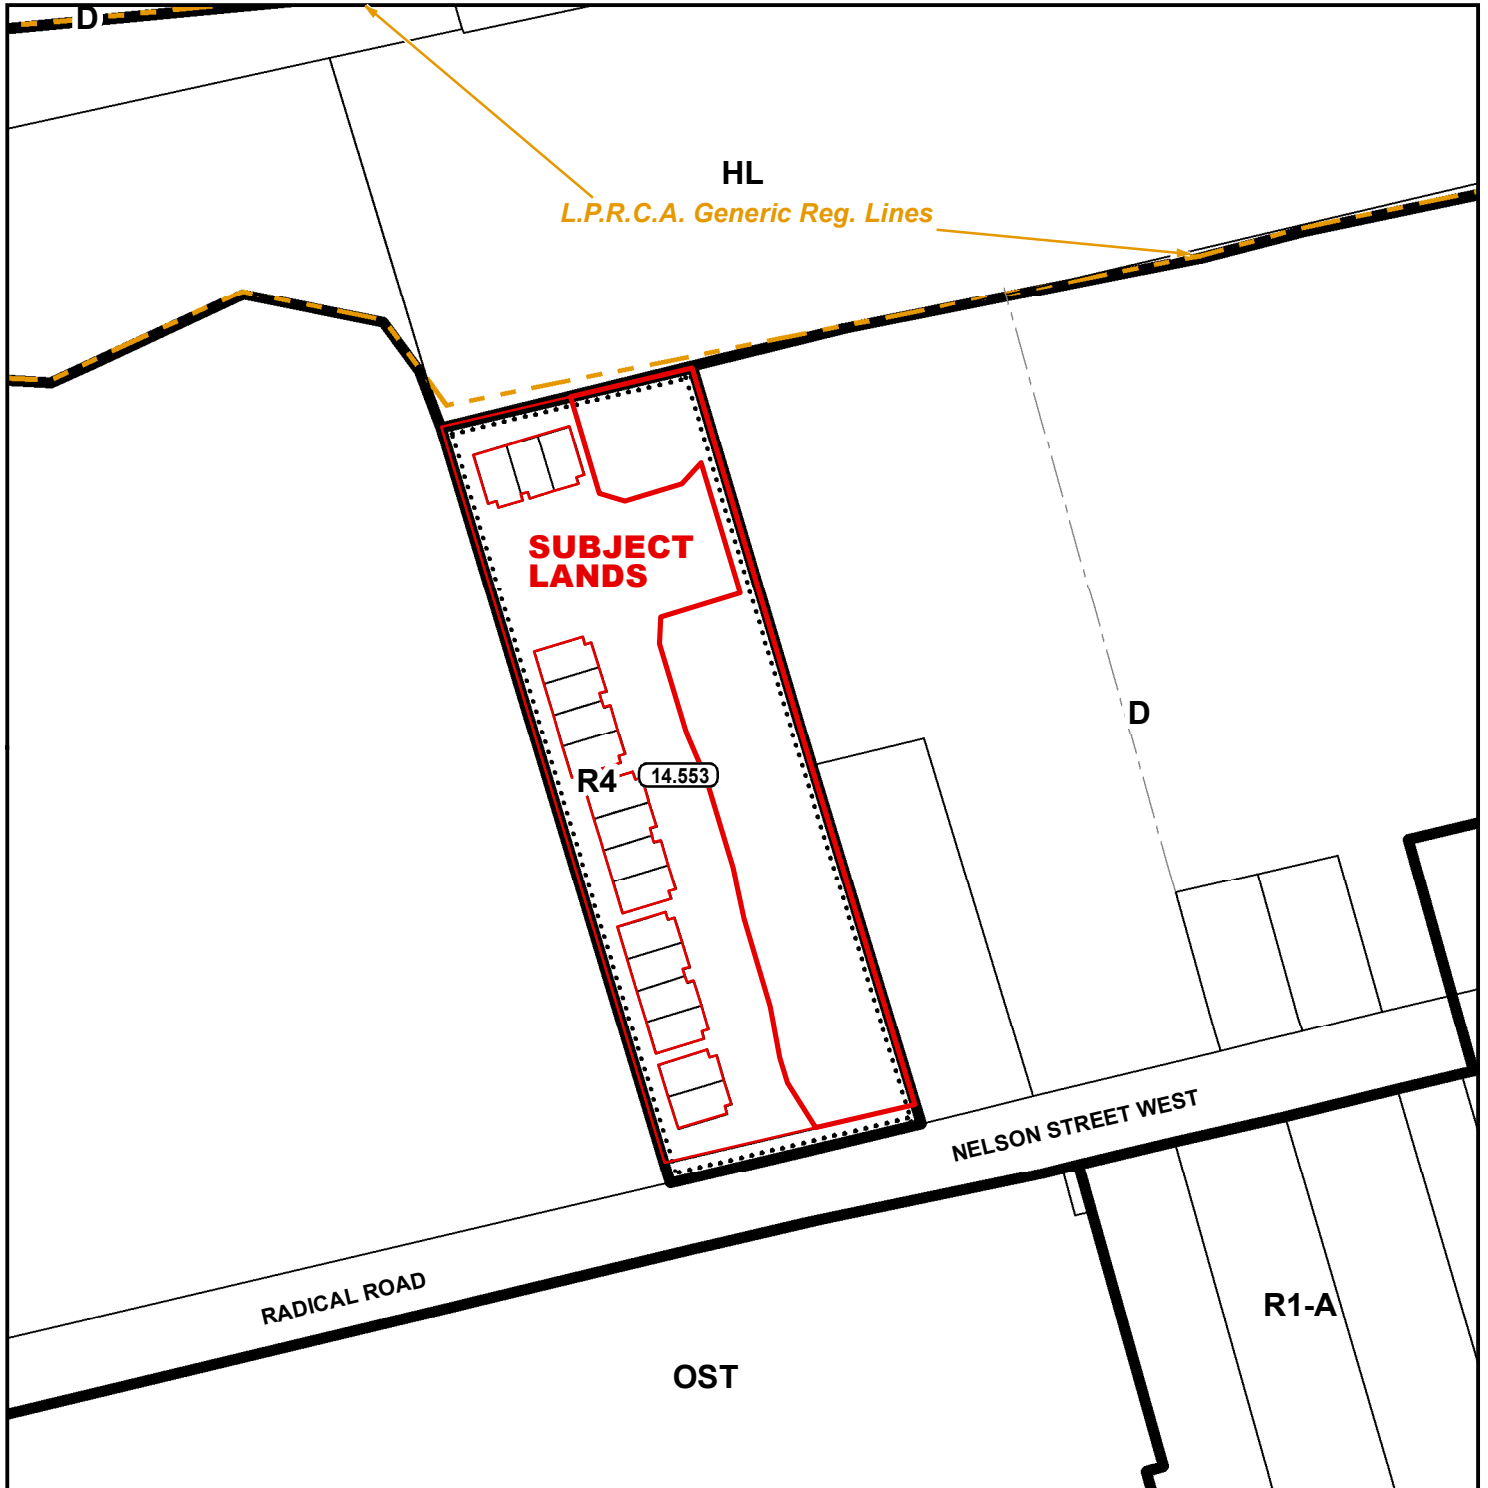 D
HL
L.P.R.C.A. Generic Reg. Lines
SUBJECT
LANDS
D
R4
14.553
NELSON STREET WEST
RADICAL ROAD
R1-A
OST